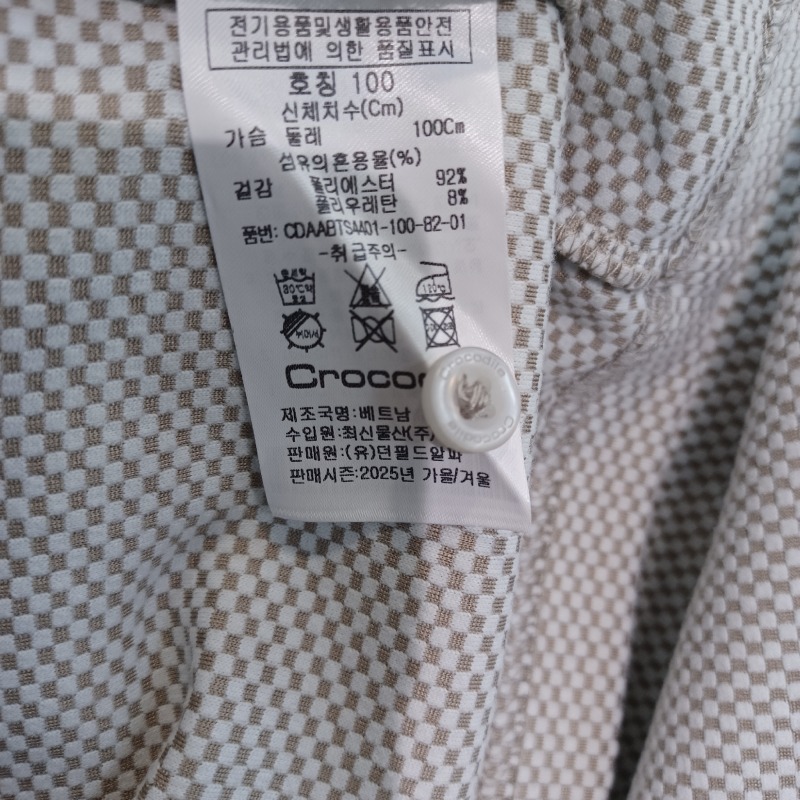 전기용품및생활용품안전
관리법에 의한 품질표시
호칭 100
신체치수(Cm)
가슴 둘레 100Cm
섬유의혼용율(%)
겉감 폴리에스터 92%
폴리우레탄 8%
품번: CDAABTS4401-100-82-01
-취급주의-
Croco
Crocodile
Crocodile
제조국명:베트남
수입원:최신물산(주)
판매원:(유)던필드알파
판매시즌:2025년 가을/겨울